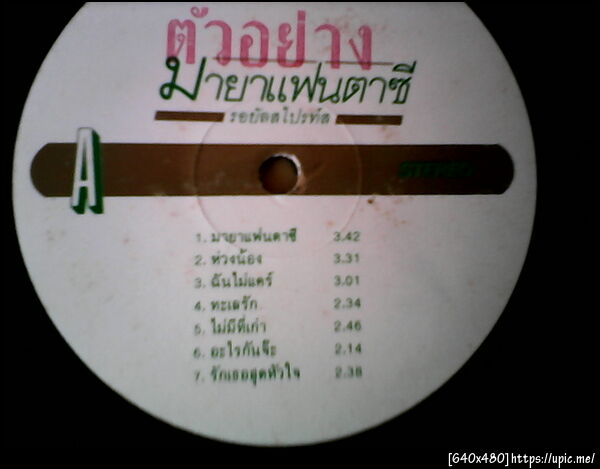 ตัวอย่าง
มายาแฟนตาซี
รอยัลสไปรท์ส
A
STEREO
1. มายาแฟนตาซี 3.42
2. ห่วงน้อง 3.31
3. ฉันไม่แคร์ 3.01
4. ทะเลรัก 2.34
5. ไม่มีที่เก่า 2.46
6. อะไรกันจ๊ะ 2.14
7. รักเธอสุดหัวใจ 2.38
[640x480]https://upic.me/